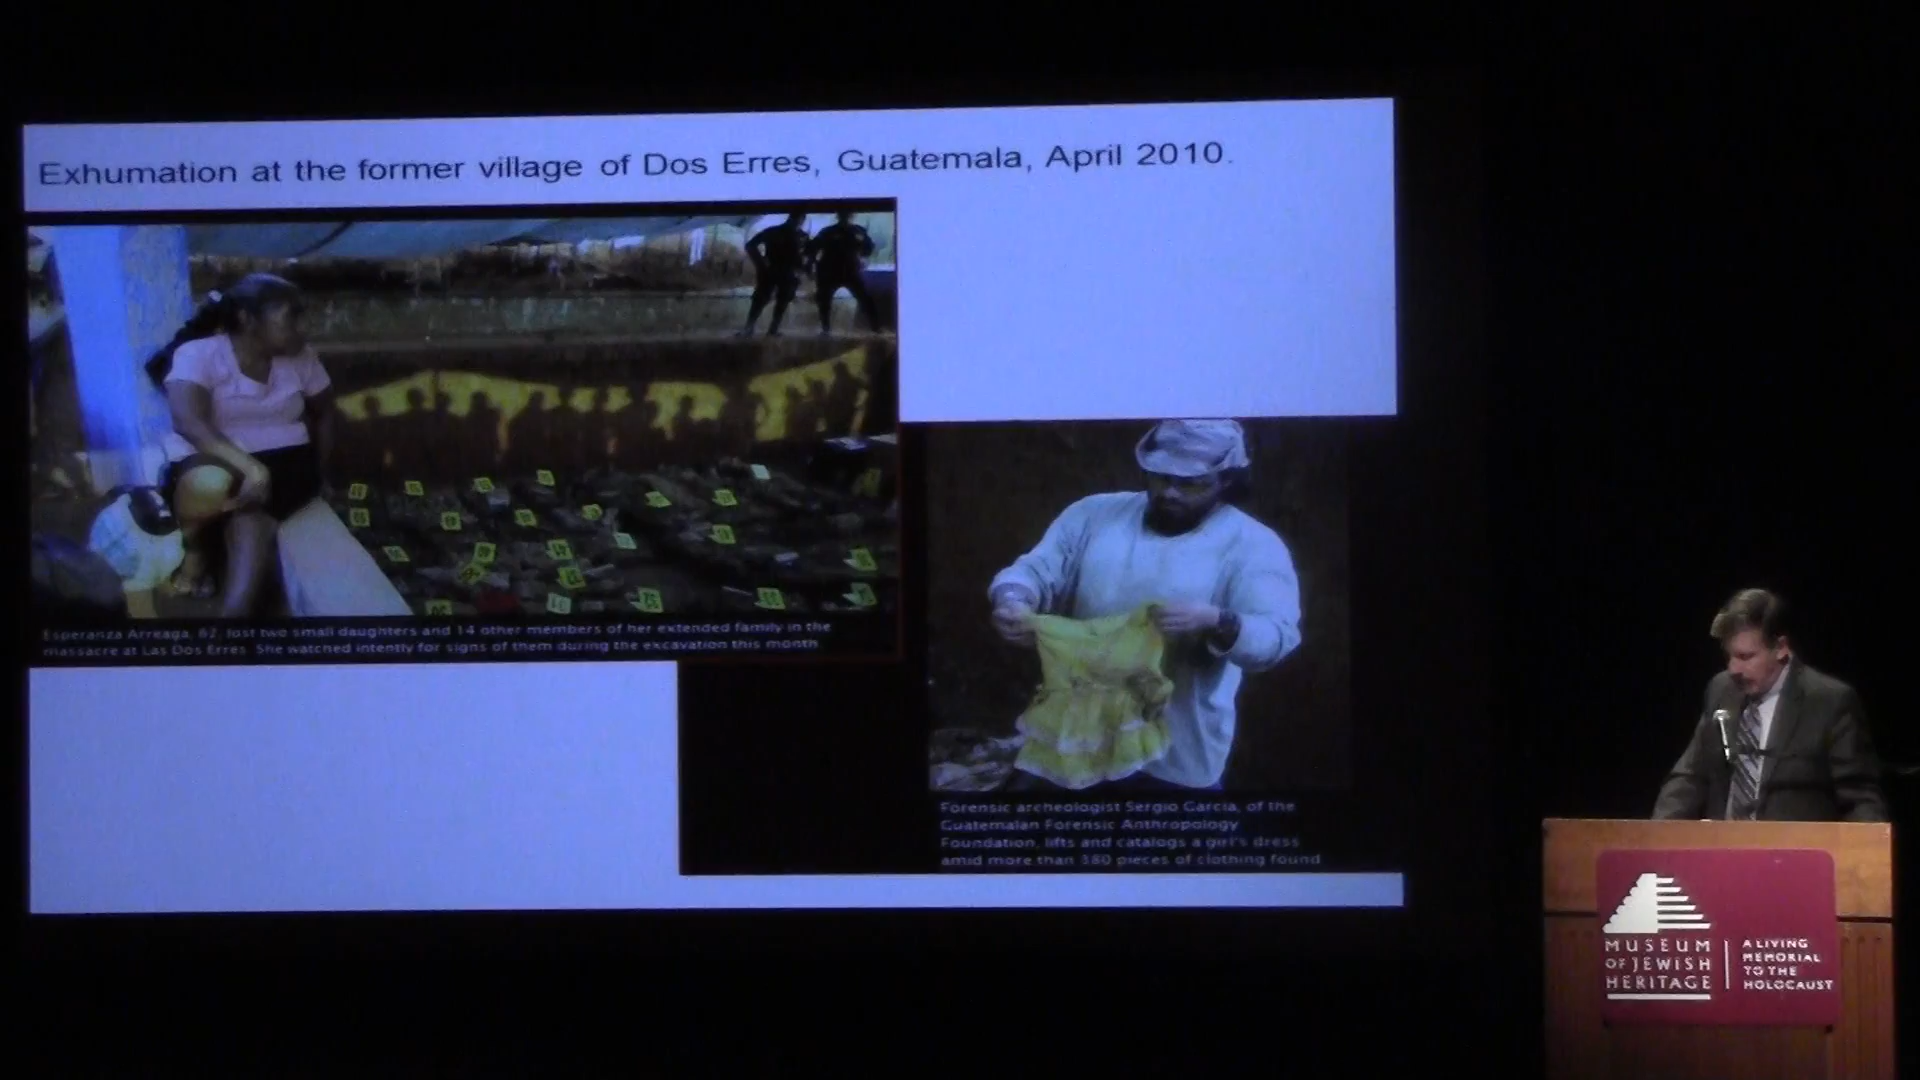 Exhumation at the former village of Dos Erres, Guatemala, April 2010.
Esperanza Arreaga, 62, lost two small daughters and 14 other members of her extended family in the
massacre at Las Dos Erres. She watched intently for signs of them during the excavation this month
Forensic archeologist Sergio Garcia, of the
Guatemalan Forensic Anthropology
Foundation, lifts and catalogs a girl's dress
amid more than 380 pieces of clothing found
MUSEUM
OF JEWISH
HERITAGE
A LIVING
MEMORIAL
TO THE
HOLOCAUST